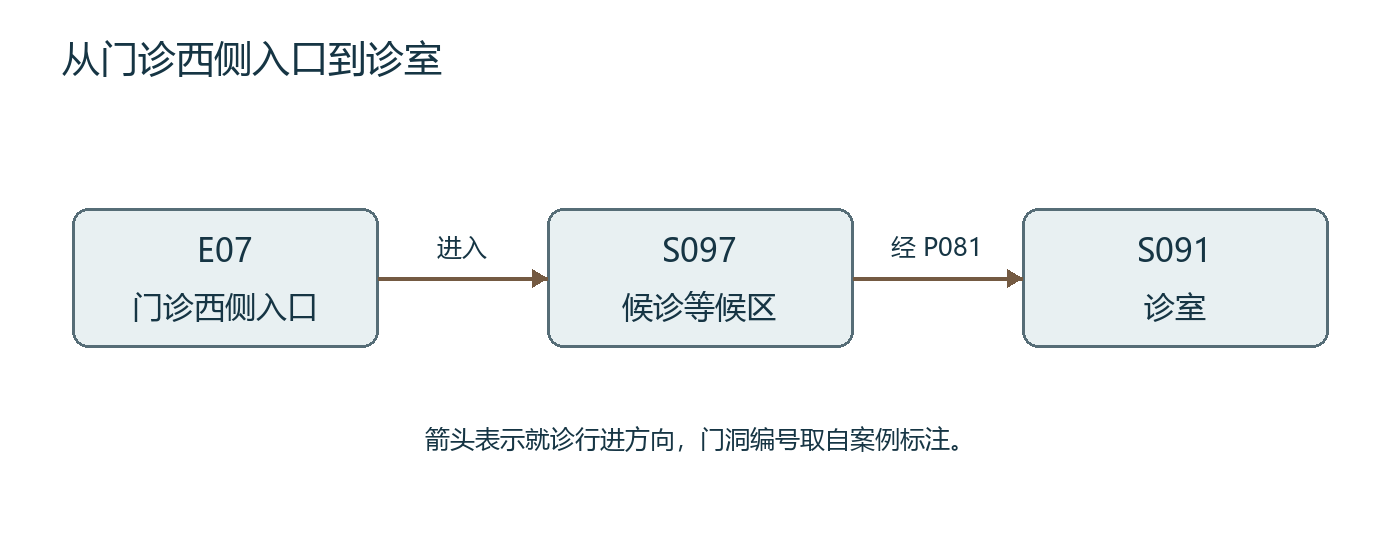 从门诊西侧入口到诊室
E07
门诊西侧入口
进入
S097
候诊等候区
经 P081
S091
诊室
箭头表示就诊行进方向，门洞编号取自案例标注。